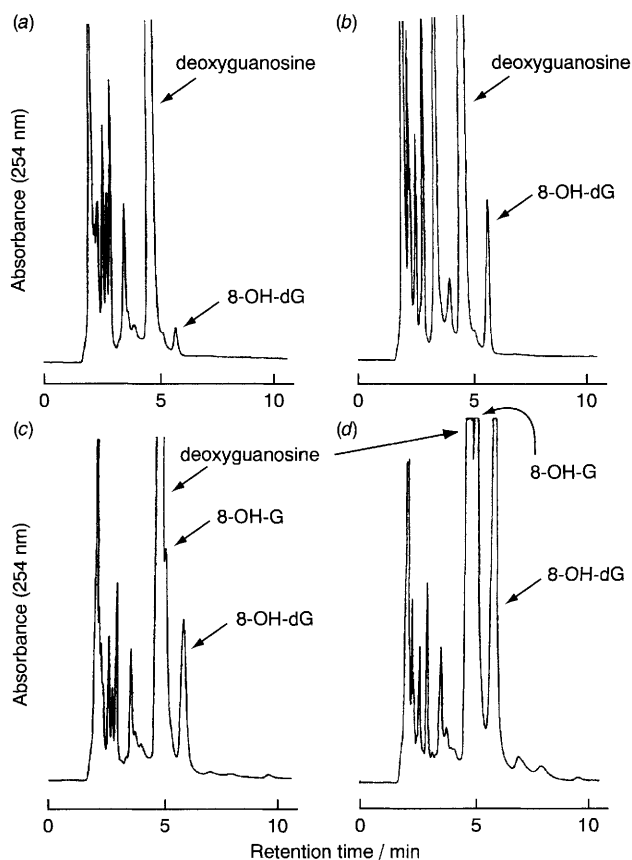 (a)
deoxyguanosine
8-OH-dG
Absorbance (254 nm)
0 5 10
(b)
deoxyguanosine
8-OH-dG
0 5 10
(c)
deoxyguanosine
8-OH-G
8-OH-dG
Absorbance (254 nm)
0 5 10
(d)
8-OH-G
8-OH-dG
0 5 10
Retention time / min